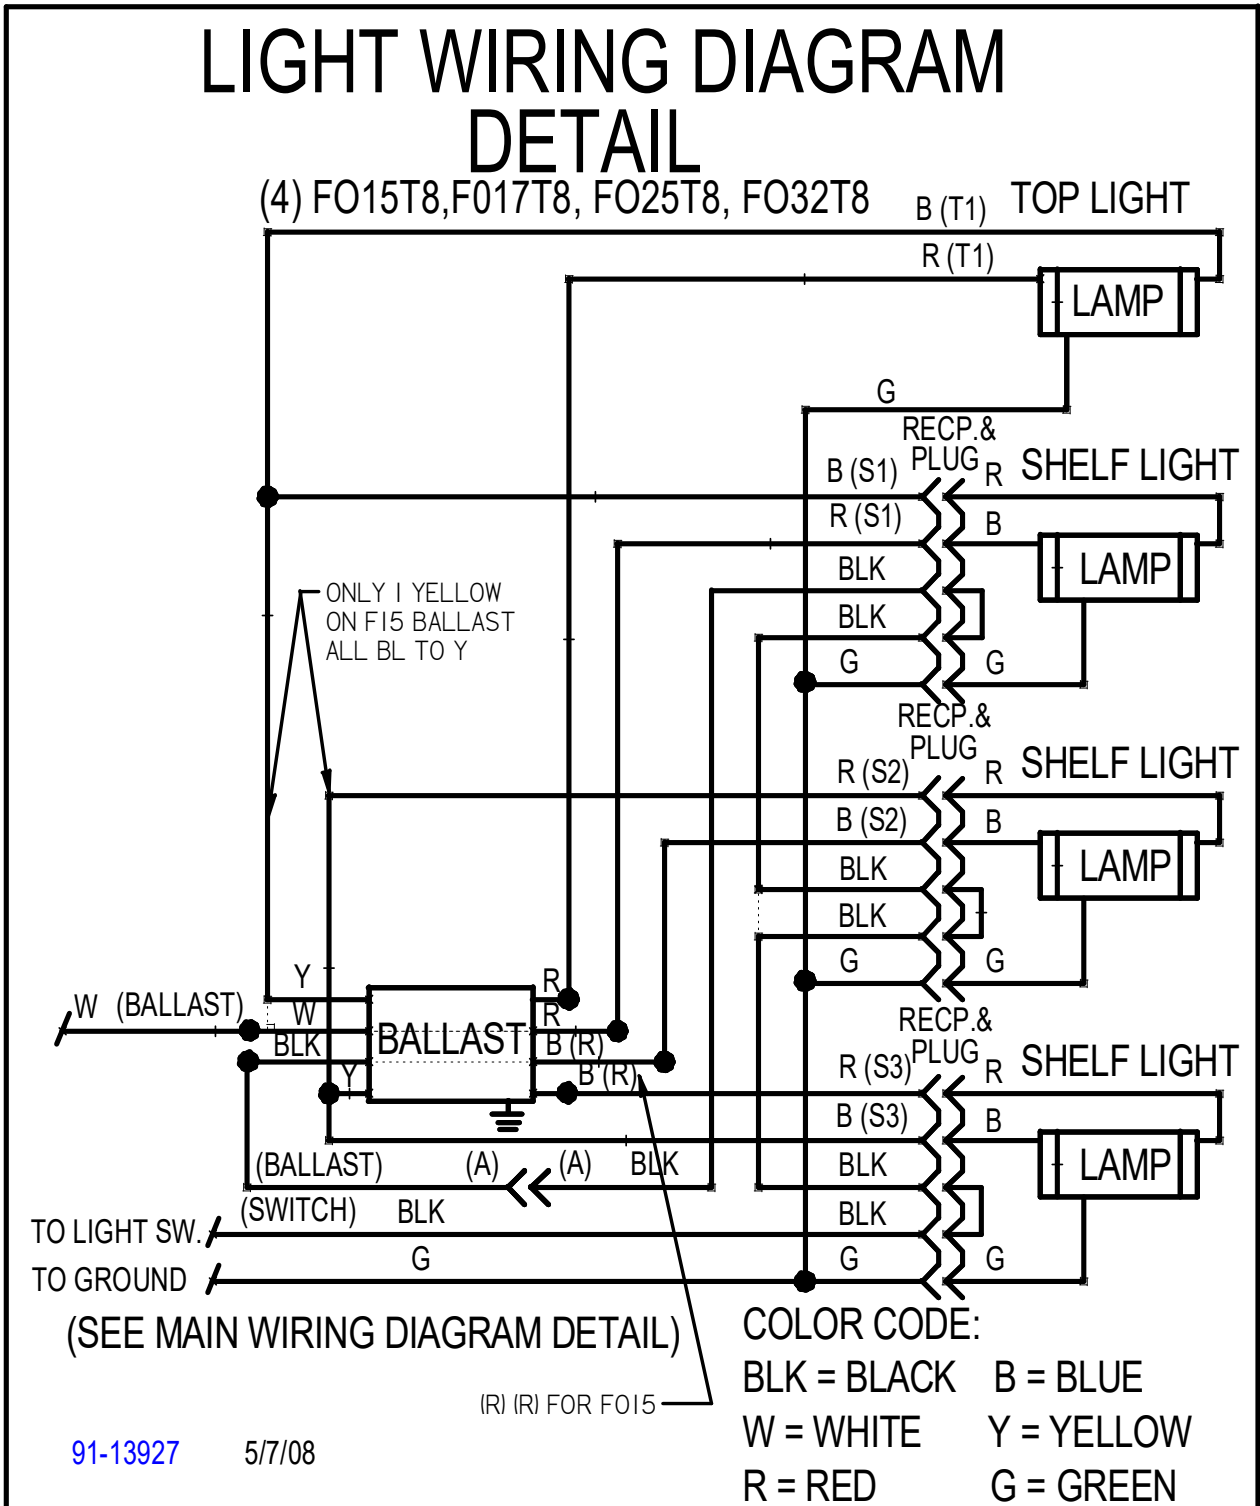 LIGHT WIRING DIAGRAM
DETAIL
(4) FO15T8,F017T8, FO25T8, FO32T8
B (T1)
TOP LIGHT
R (T1)
LAMP
G
RECP.&
PLUG
B (S1)
R
SHELF LIGHT
R (S1)
B
LAMP
BLK
BLK
G
G
ONLY 1 YELLOW
ON F15 BALLAST
ALL BL TO Y
RECP.&
PLUG
R (S2)
R
SHELF LIGHT
B (S2)
B
LAMP
BLK
BLK
G
G
Y
R
W (BALLAST)
W
R
BLK
BALLAST
B (R)
Y
B (R)
RECP.&
PLUG
R (S3)
R
SHELF LIGHT
B (S3)
B
LAMP
(BALLAST)
(A)
(A)
BLK
BLK
(SWITCH)
BLK
BLK
TO LIGHT SW.
G
G
G
TO GROUND
(SEE MAIN WIRING DIAGRAM DETAIL)
(R) (R) FOR FO15
COLOR CODE:
BLK = BLACK B = BLUE
W = WHITE Y = YELLOW
R = RED G = GREEN
91-13927 5/7/08